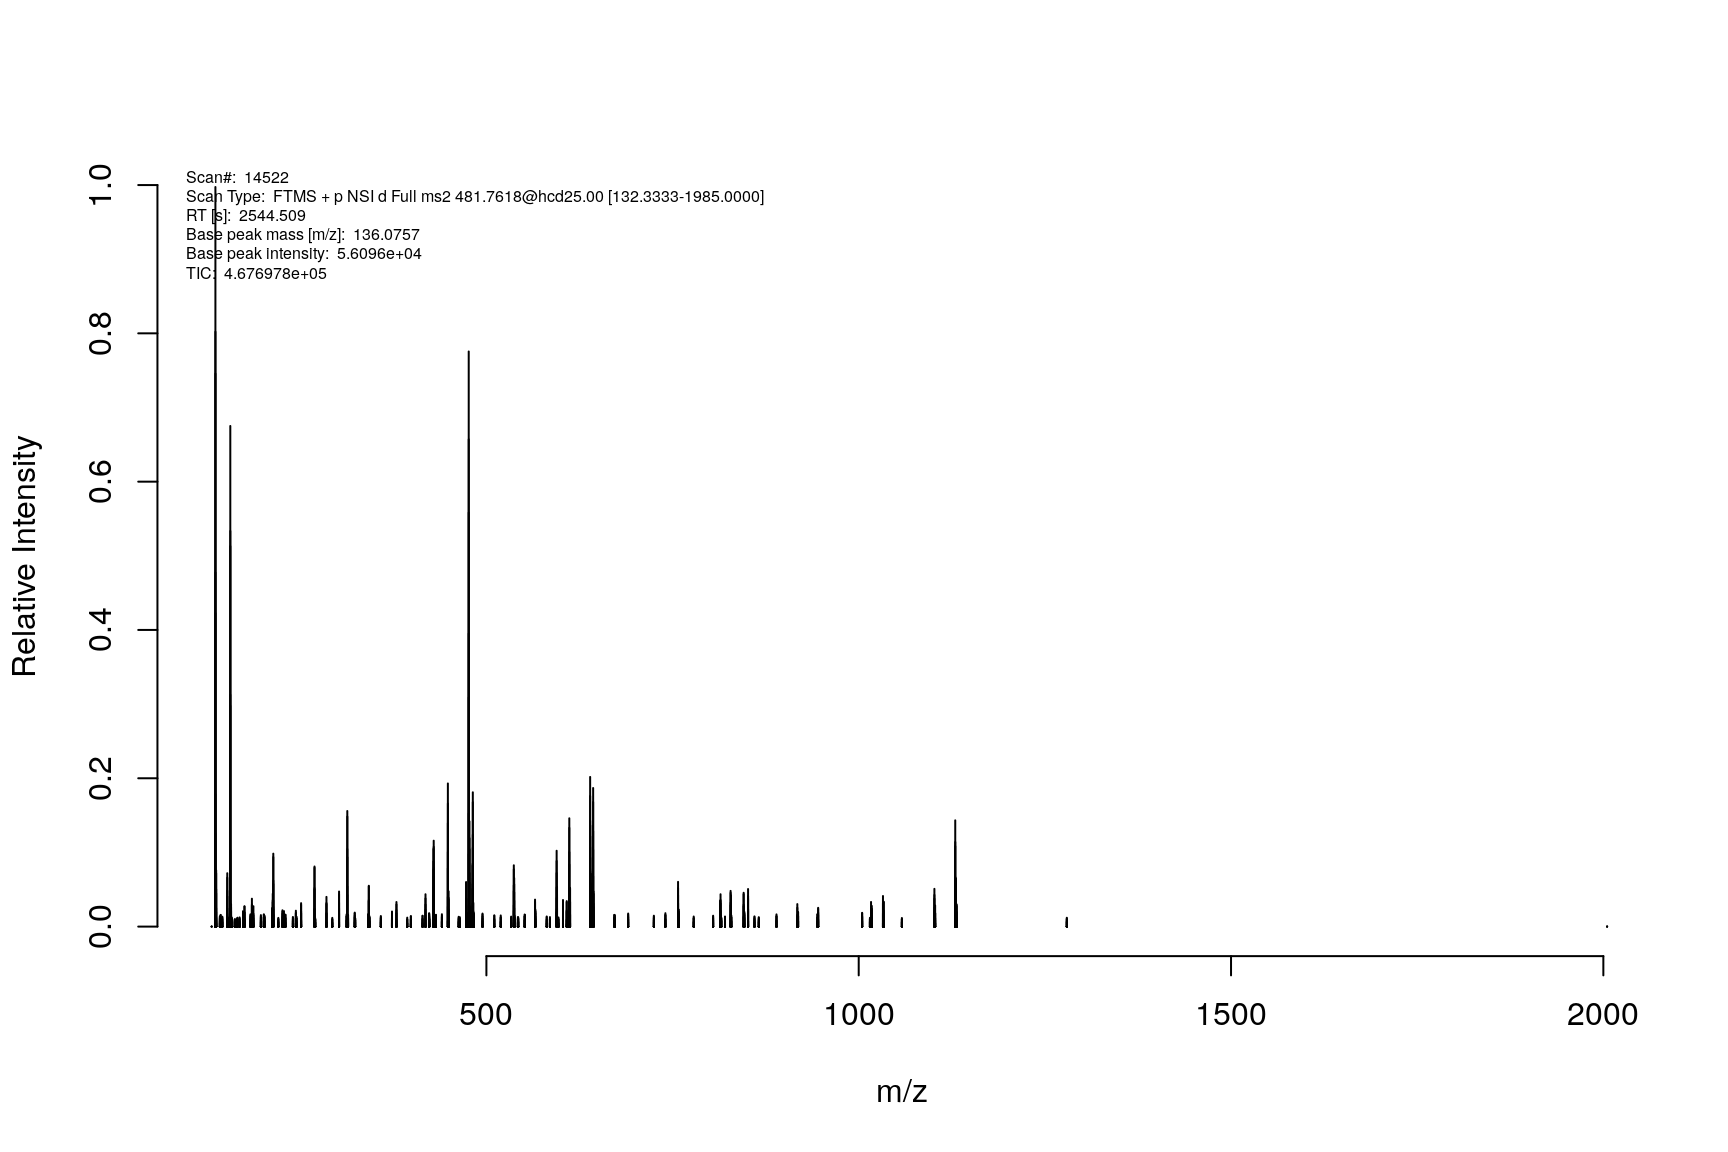 Scan#: 14522
Scan Type: FTMS + p NSI d Full ms2 481.7618@hcd25.00 [132.3333-1985.0000]
RT [s]: 2544.509
Base peak mass [m/z]: 136.0757
Base peak intensity: 5.6096e+04
TIC: 4.676978e+05
1.0
0.8
0.6
0.4
0.2
0.0
Relative Intensity
500 1000 1500 2000
m/z